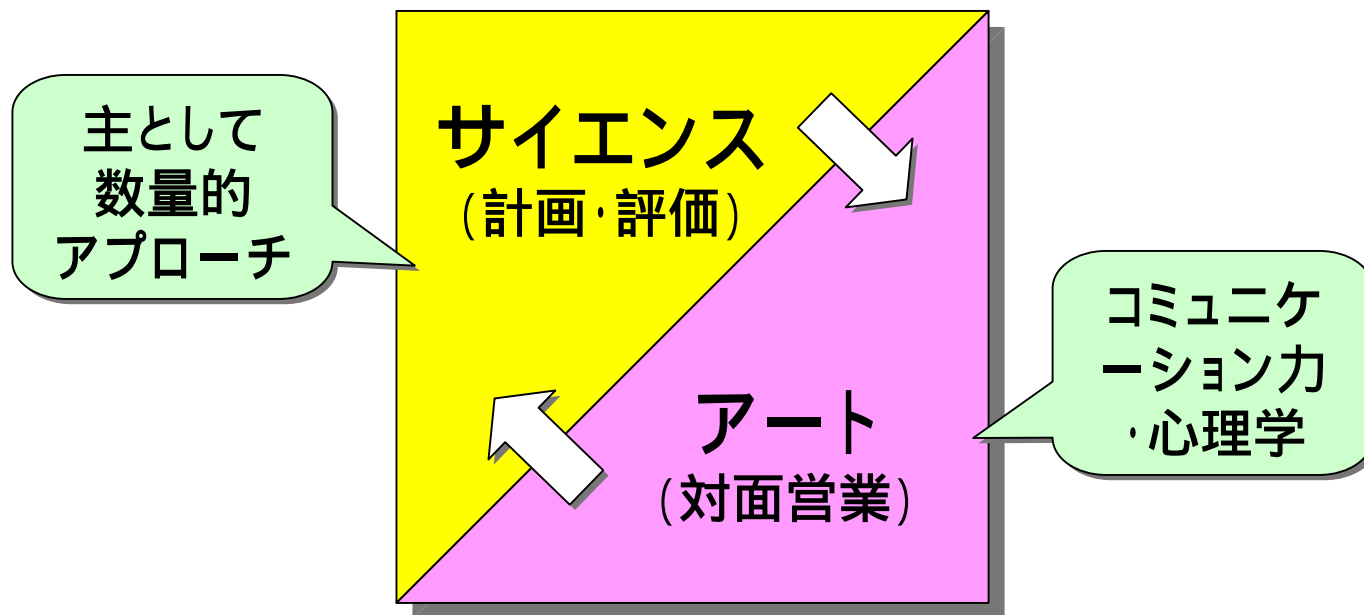 主として
数量的
アプローチ
サイエンス
(計画・評価)
アート
(対面営業)
コミュニケ
ーション力
・心理学